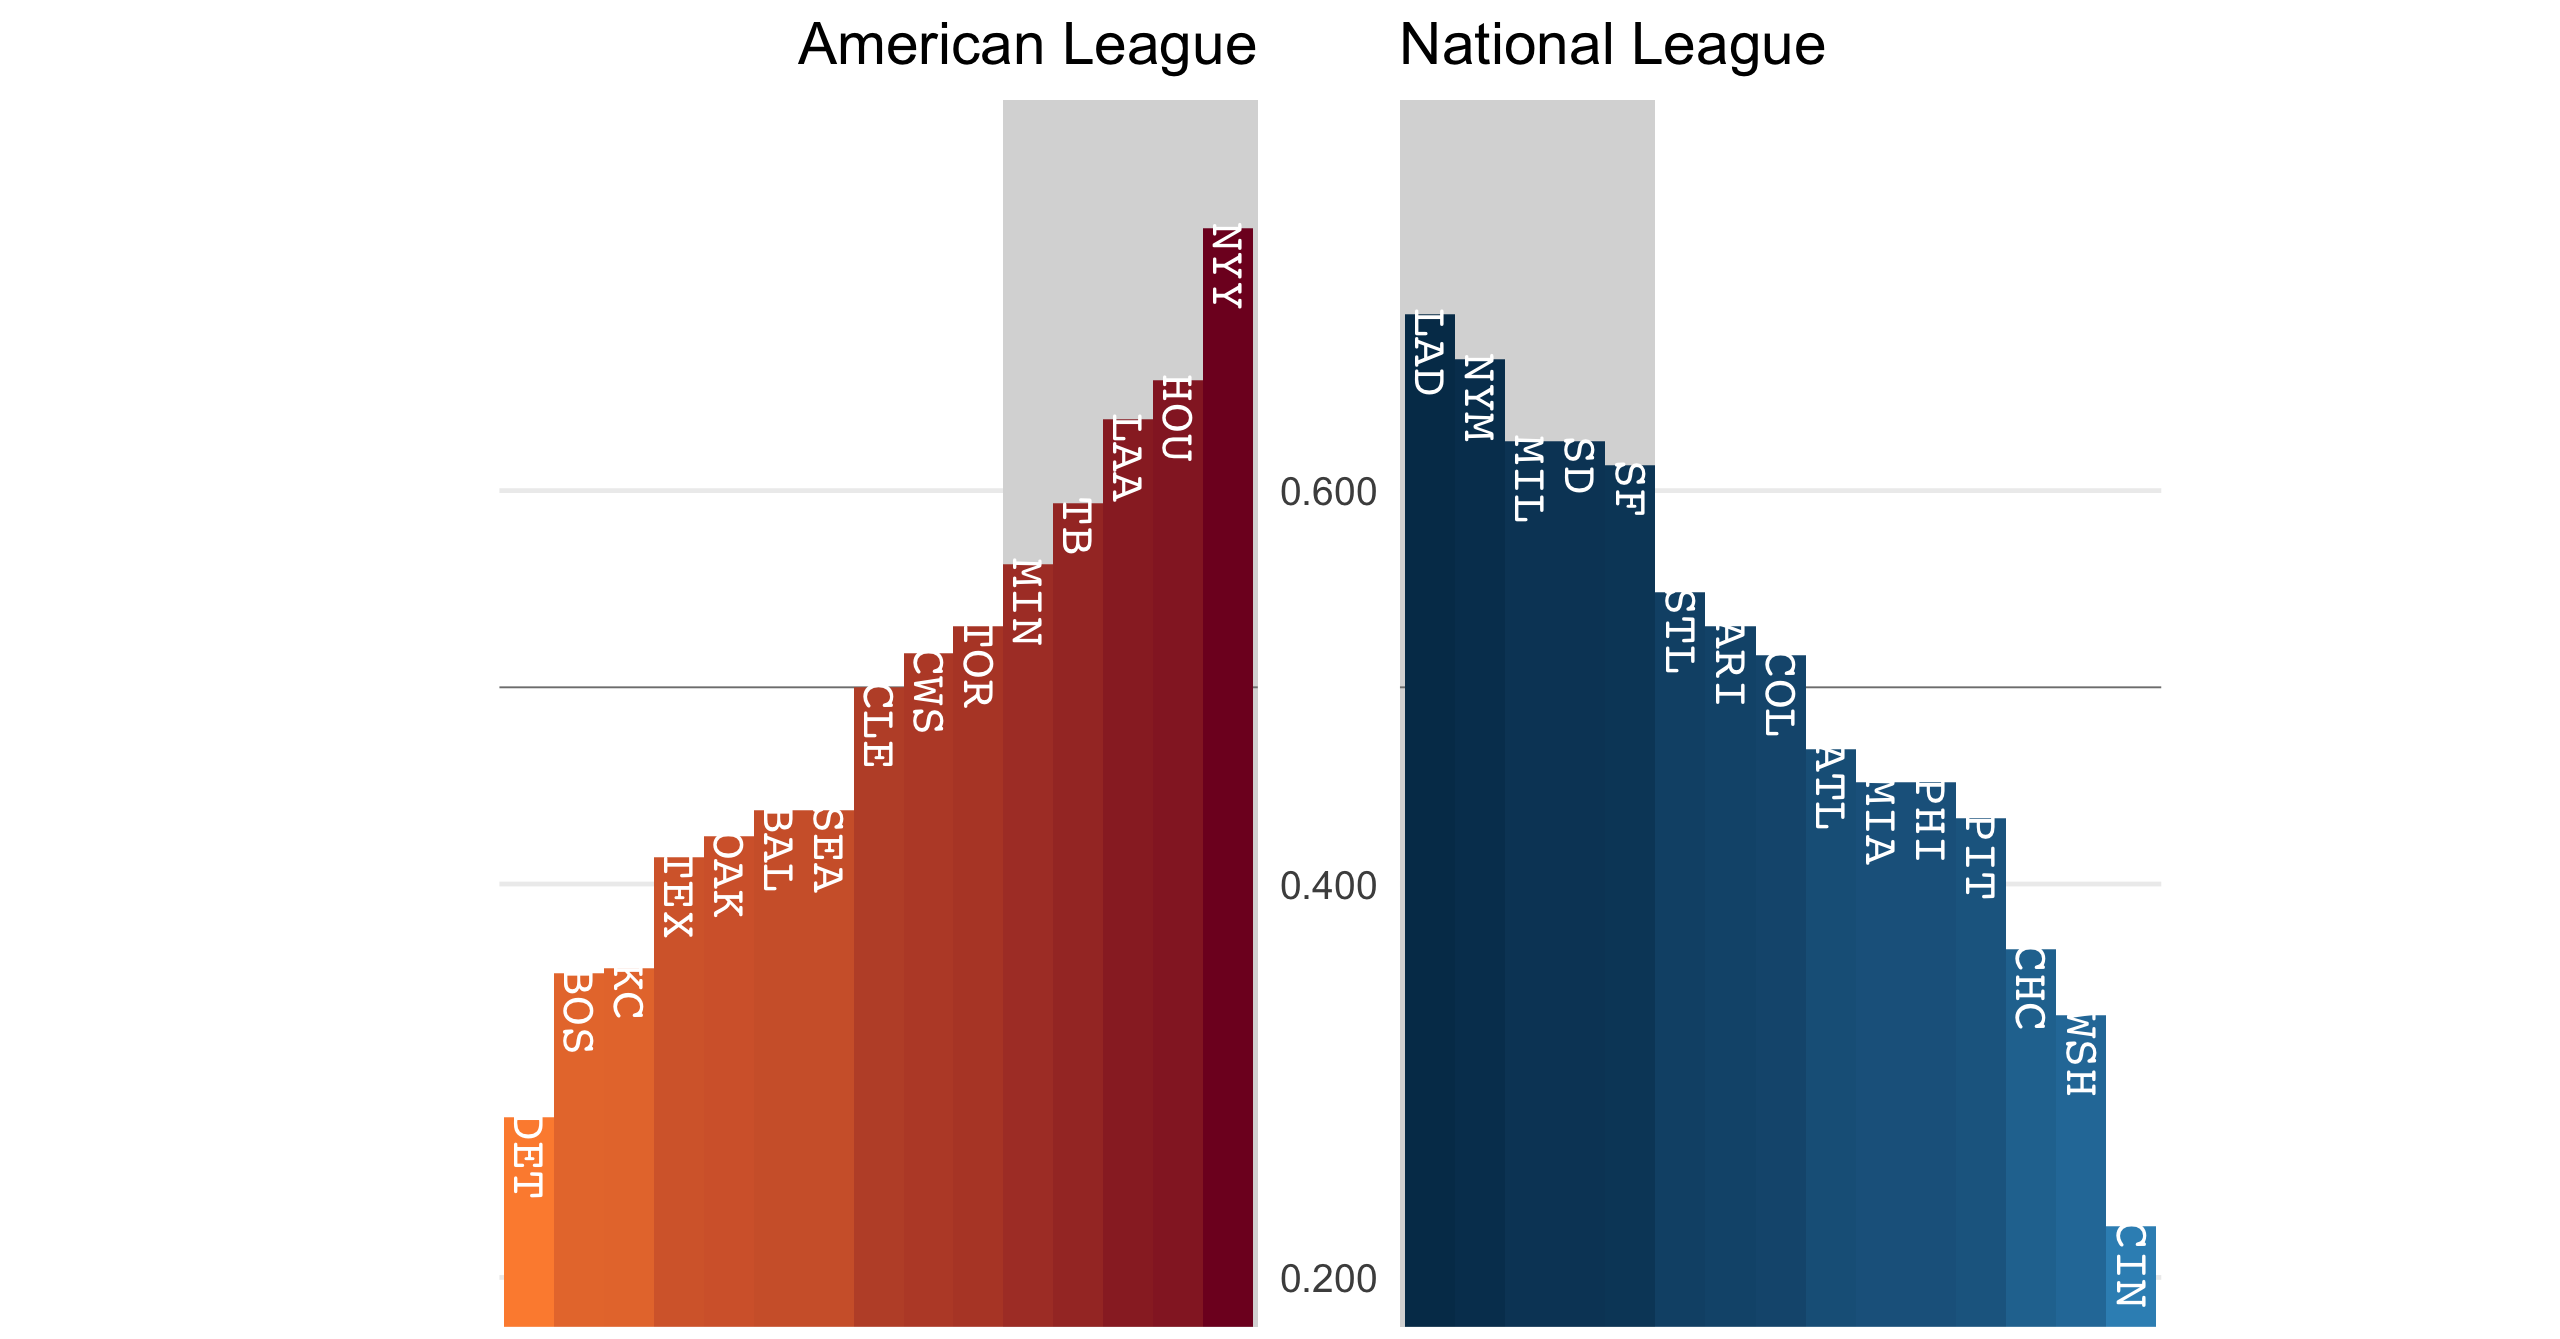 American League
National League
NYY
LAD
NYM
HOU
LAA
MIL
SD
SF
0.600
TB
MIN
STL
TOR
ARI
CWS
COL
CLE
ATL
MIA
PHI
BAL
SEA
PIT
OAK
TEX
0.400
CHC
KC
BOS
WSH
DET
CIN
0.200